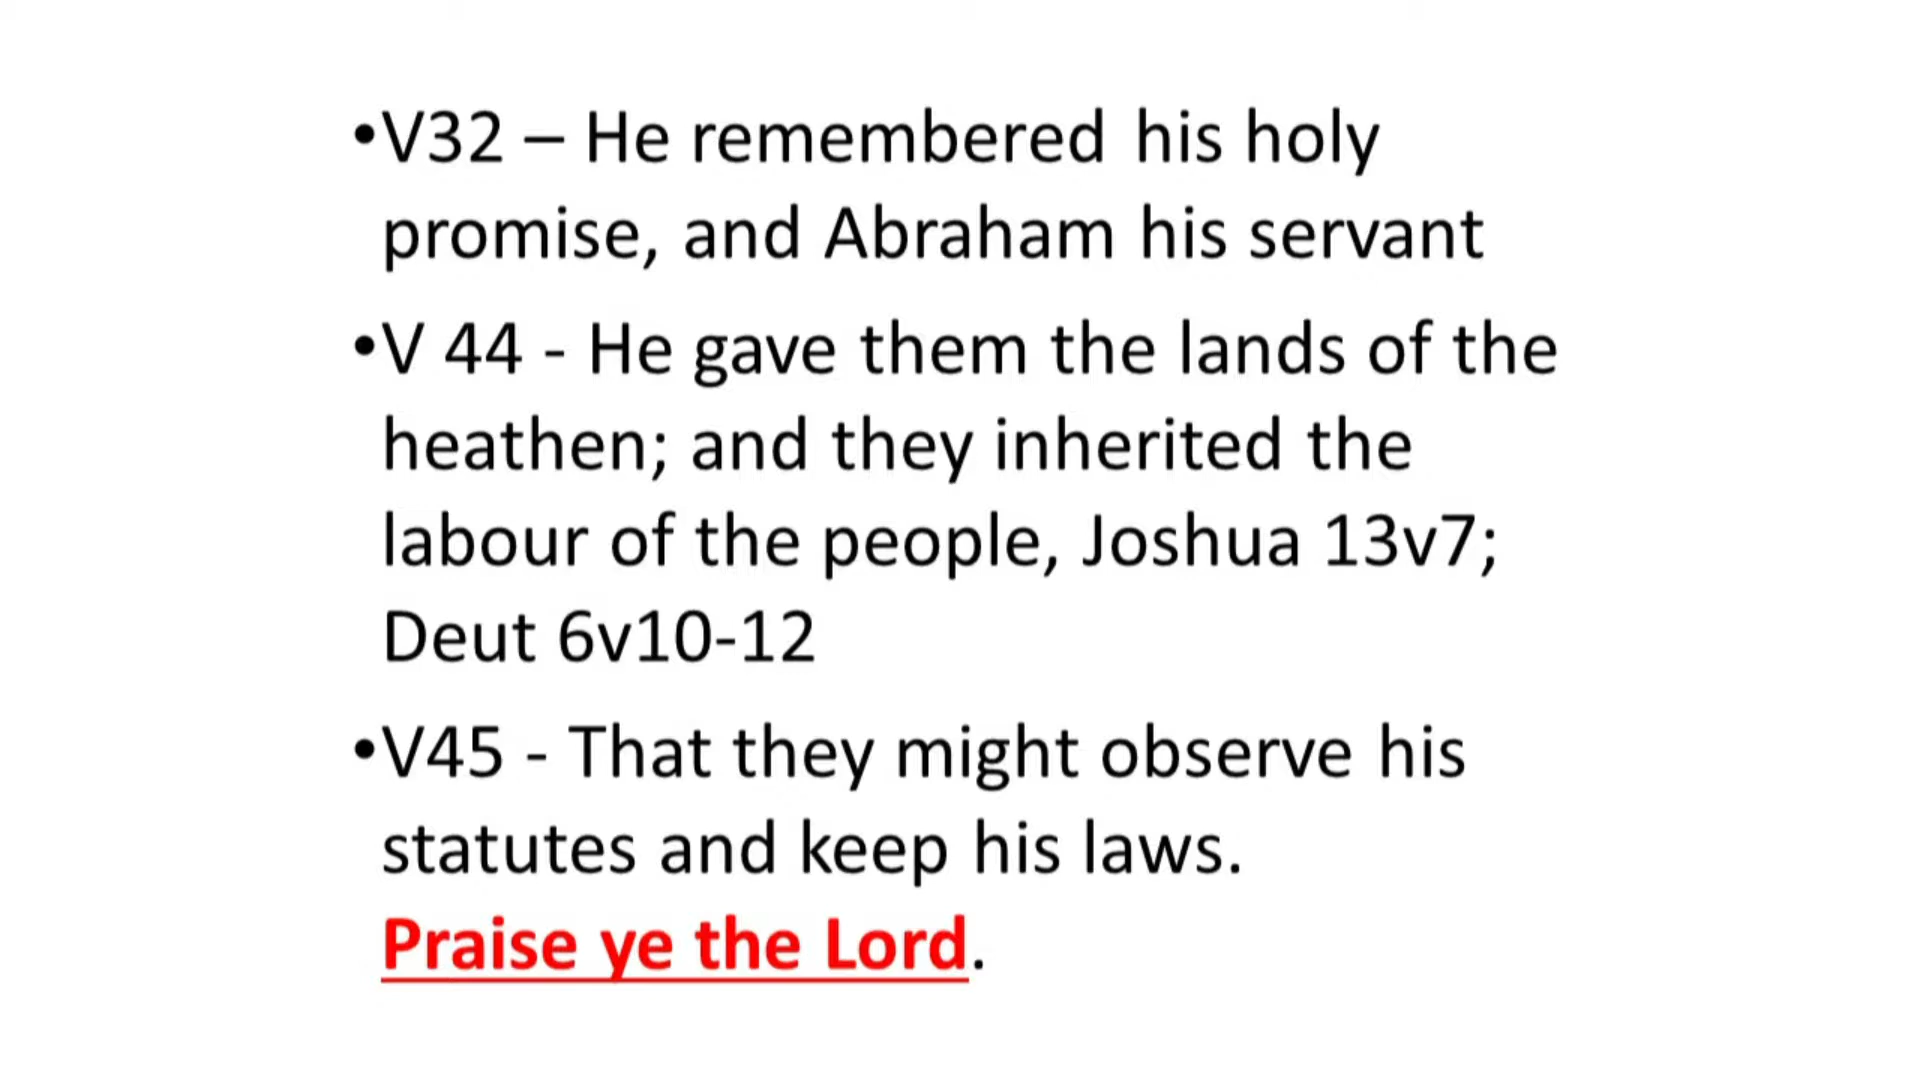 •V32 – He remembered his holy
promise, and Abraham his servant
•V 44 - He gave them the lands of the
heathen; and they inherited the
labour of the people, Joshua 13v7;
Deut 6v10-12
•V45 - That they might observe his
statutes and keep his laws.
Praise ye the Lord.